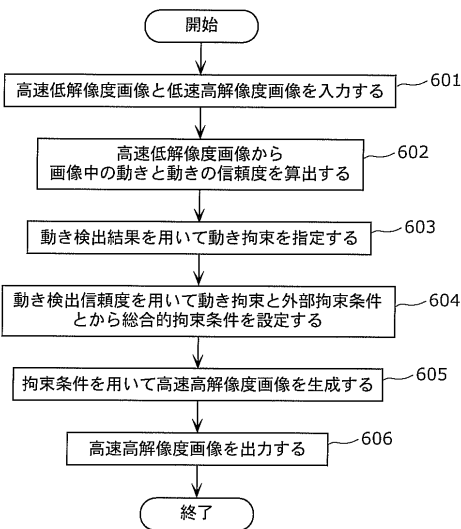 開始
高速低解像度画像と低速高解像度画像を入力する
601
高速低解像度画像から
画像中の動きと動きの信頼度を算出する
602
動き検出結果を用いて動き拘束を指定する
603
動き検出信頼度を用いて動き拘束と外部拘束条件
とから総合的拘束条件を設定する
604
拘束条件を用いて高速高解像度画像を生成する
605
高速高解像度画像を出力する
606
終了